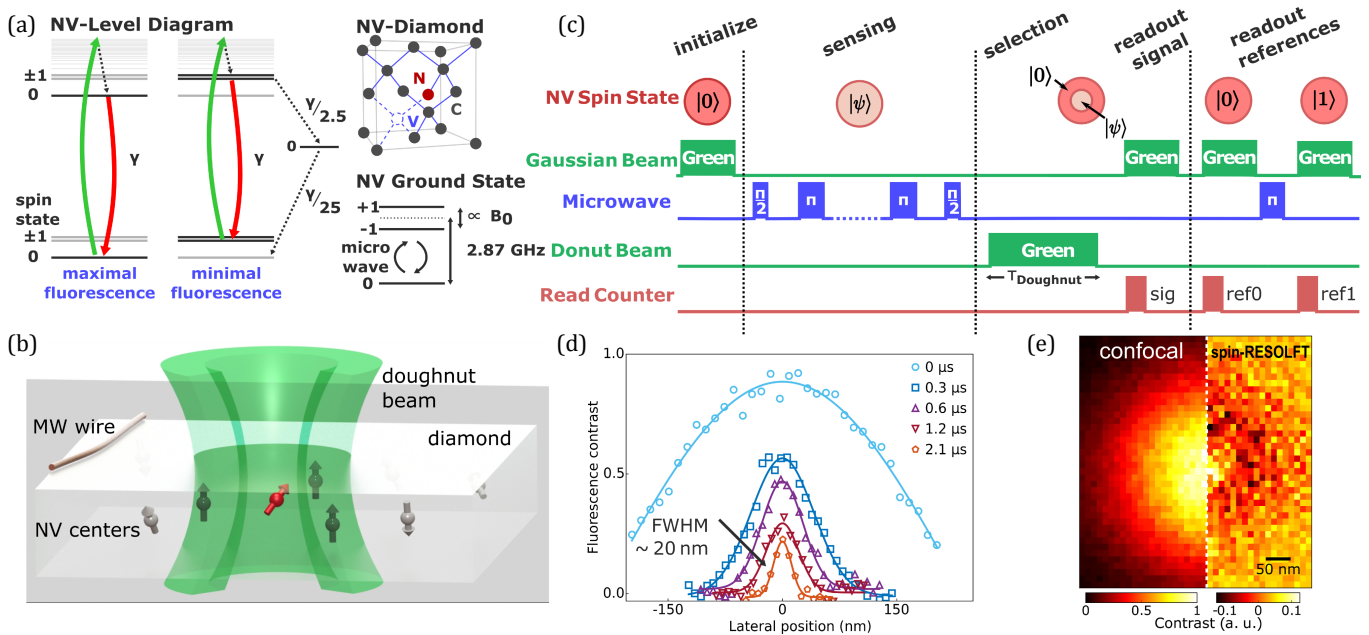 (a)
NV-Level Diagram
±1
0
γ
γ
γ/2.5
0
γ/25
spin
state
±1
0
maximal
fluorescence
minimal
fluorescence
NV-Diamond
N
V
C
NV Ground State
+1
-1
∝ B0
micro
wave
2.87 GHz
0
(b)
doughnut
beam
MW wire
diamond
NV centers
(c)
initialize
sensing
selection
readout
signal
readout
references
NV Spin State
|0⟩
|ψ⟩
|0⟩
|ψ⟩
|0⟩
|1⟩
Gaussian Beam
Green
Green
Green
Green
Microwave
π/2
π
π
π/2
π
Donut Beam
Green
TDoughnut
Read Counter
sig
ref0
ref1
(d)
Fluorescence contrast
1.0
0.5
0.0
0 μs
0.3 μs
0.6 μs
1.2 μs
2.1 μs
FWHM
~ 20 nm
-150
0
150
Lateral position (nm)
(e)
confocal
spin-RESOLFT
50 nm
0
1
-0.1
0
0.1
Contrast (a. u.)